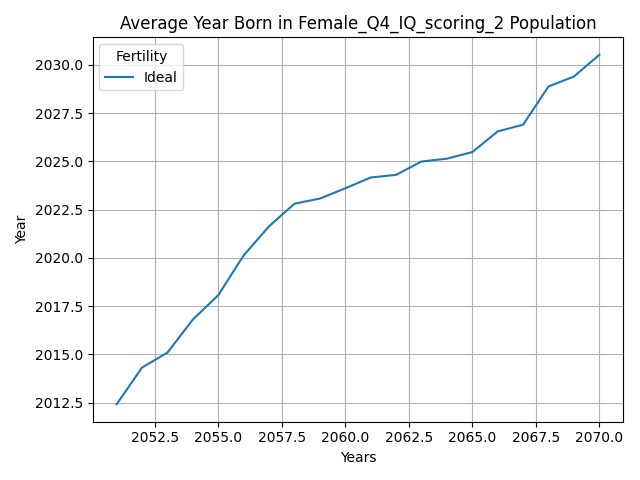 Average Year Born in Female_Q4_IQ_scoring_2 Population
Fertility
Ideal
Year
2030.0
2027.5
2025.0
2022.5
2020.0
2017.5
2015.0
2012.5
2052.5 2055.0 2057.5 2060.0 2062.5 2065.0 2067.5 2070.0
Years